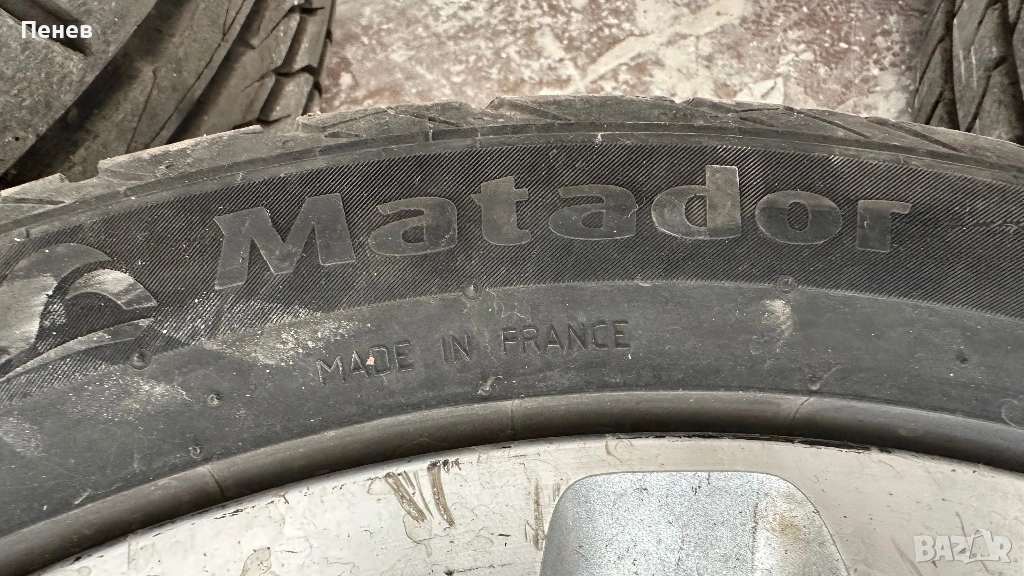 Пенев
Matador
MADE IN FRANCE
BAZAR